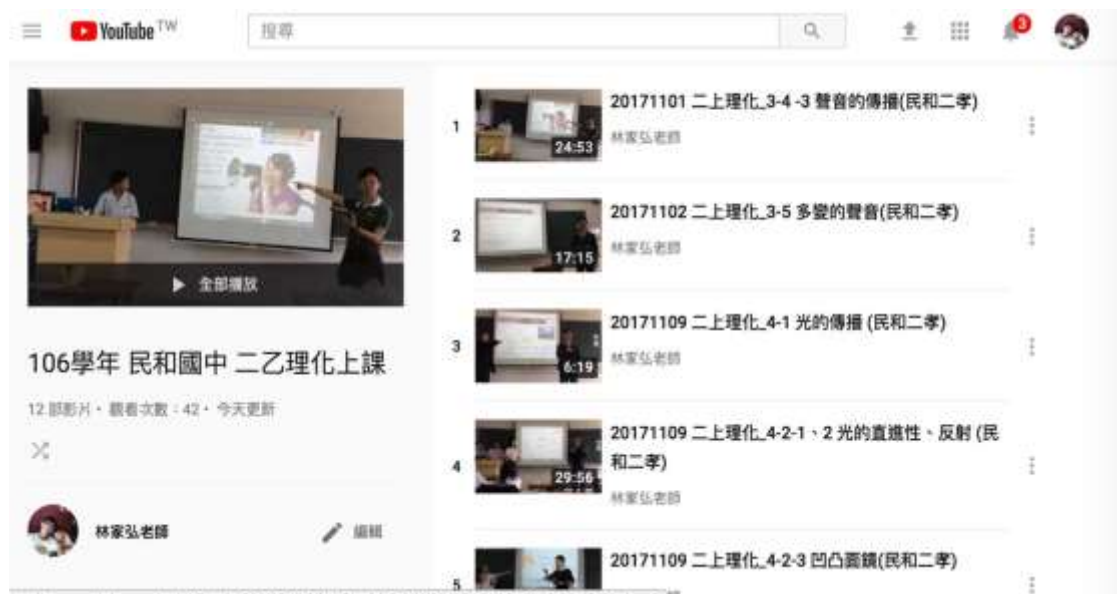 YouTube TW
搜尋
3
全部播放
106學年 民和國中 二乙理化上課
12 部影片・觀看次數：42・今天更新
林家弘老師
編輯
1
24:53
20171101 二上理化_3-4 -3 聲音的傳播(民和二孝)
林家弘老師
2
17:15
20171102 二上理化_3-5 多變的聲音(民和二孝)
林家弘老師
3
6:19
20171109 二上理化_4-1 光的傳播 (民和二孝)
林家弘老師
4
29:56
20171109 二上理化_4-2-1、2 光的直進性、反射 (民
和二孝)
林家弘老師
5
20171109 二上理化_4-2-3 凹凸面鏡(民和二孝)